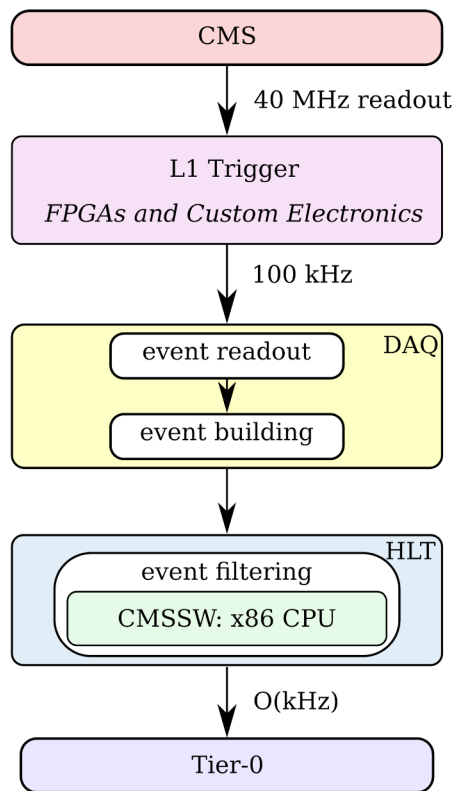 CMS
40 MHz readout
L1 Trigger
FPGAs and Custom Electronics
100 kHz
DAQ
event readout
event building
HLT
event filtering
CMSSW: x86 CPU
O(kHz)
Tier-0